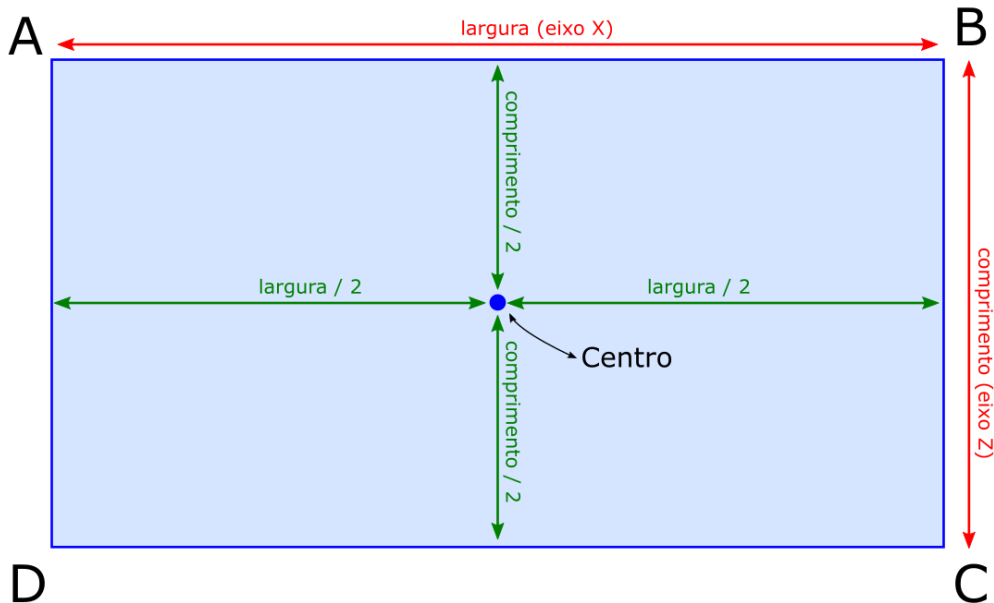 A
largura (eixo X)
B
comprimento / 2
largura / 2
largura / 2
comprimento (eixo Z)
Centro
comprimento / 2
D
C